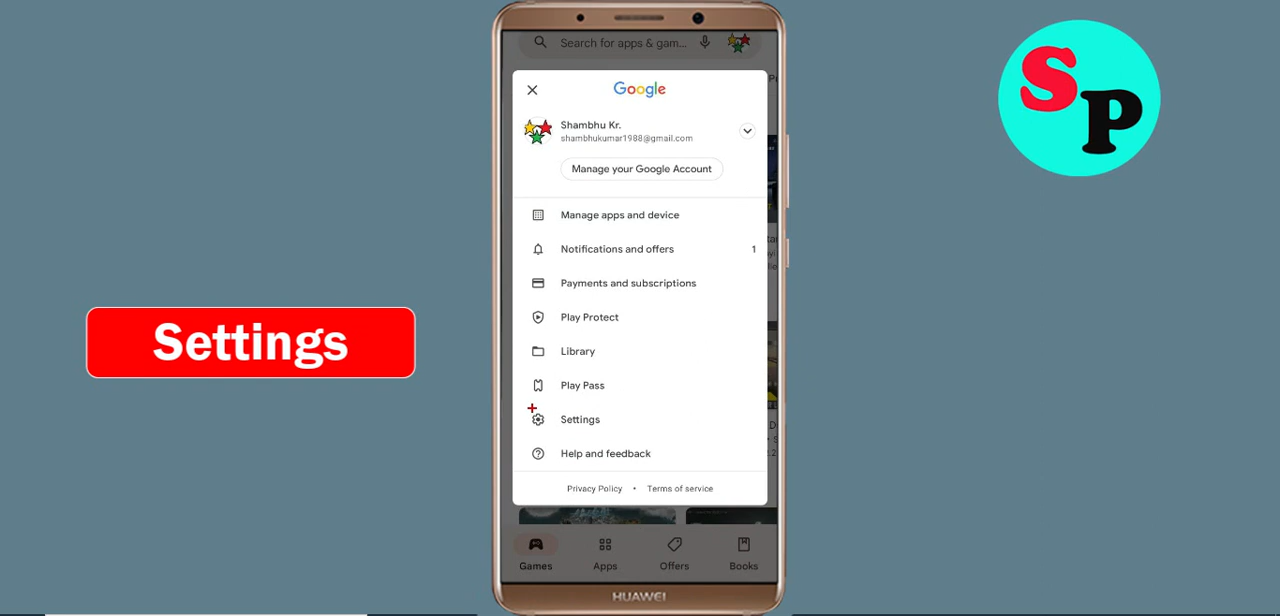 Search for apps & gam...
Google
Shambhu Kr.
shambhukumar1988@gmail.com
Manage your Google Account
Manage apps and device
Notifications and offers 1
Payments and subscriptions
Play Protect
Library
Play Pass
Settings
Help and feedback
Privacy Policy • Terms of service
Games Apps Offers Books
HUAWEI
Settings
SP